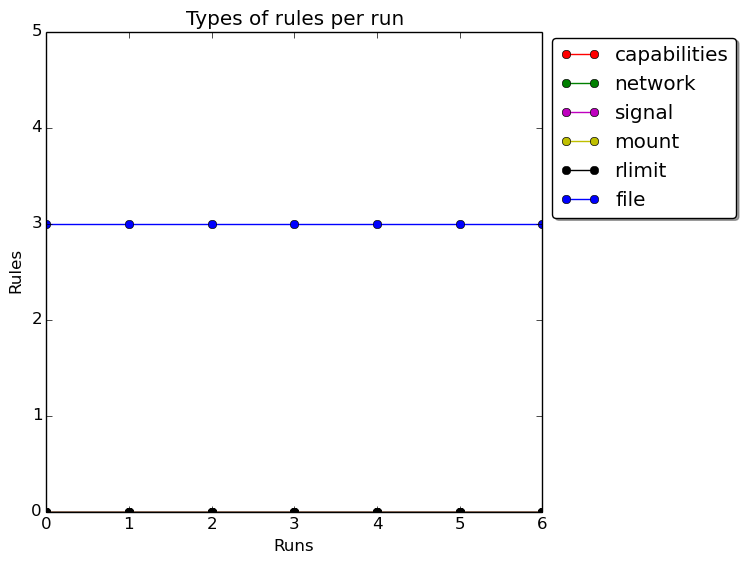 Types of rules per run
5
4
3
2
1
0
Rules
0 1 2 3 4 5 6
Runs
capabilities
network
signal
mount
rlimit
file